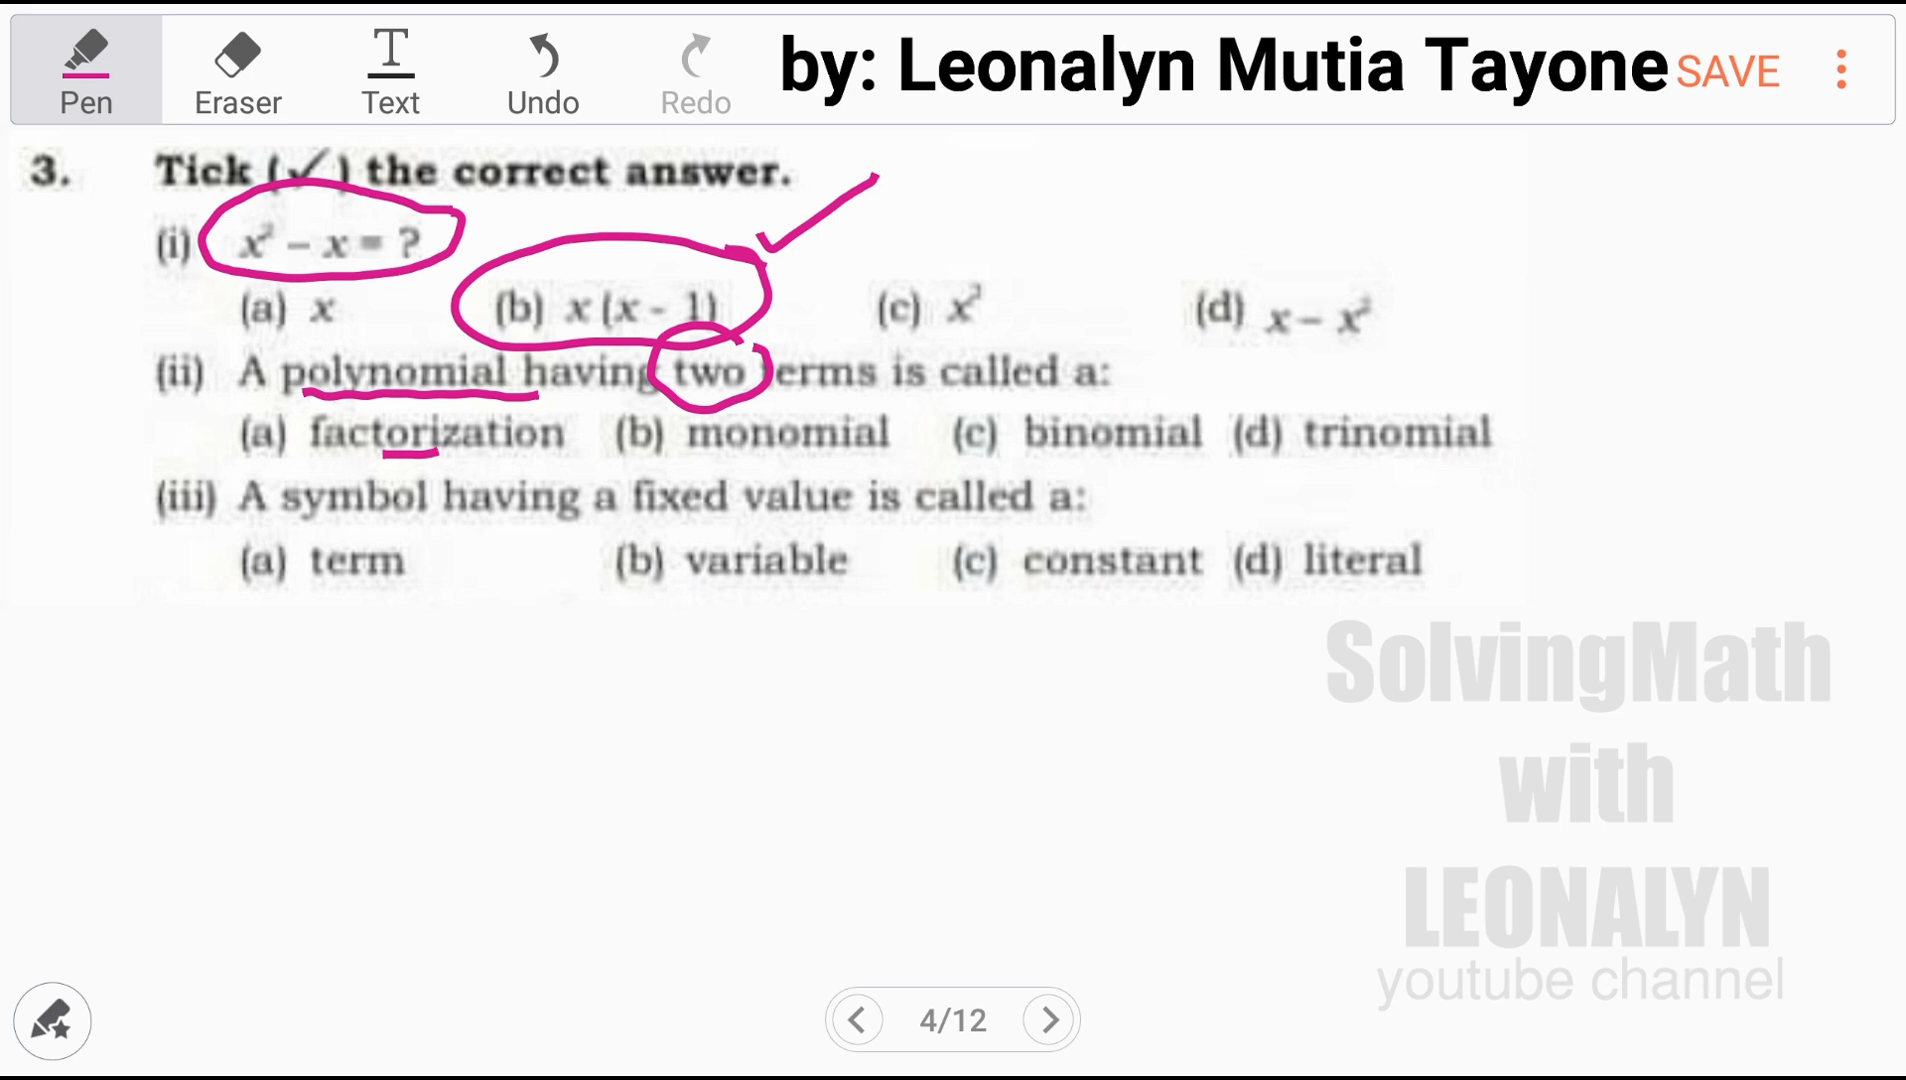 Pen
Eraser
Text
Undo
Redo
by: Leonalyn Mutia Tayone
SAVE
3. Tick (✓) the correct answer.
(i) x² – x = ?
(a) x (b) x (x - 1) (c) x² (d) x – x²
(ii) A polynomial having two terms is called a:
(a) factorization (b) monomial (c) binomial (d) trinomial
(iii) A symbol having a fixed value is called a:
(a) term (b) variable (c) constant (d) literal
SolvingMath
with
LEONALYN
youtube channel
4/12